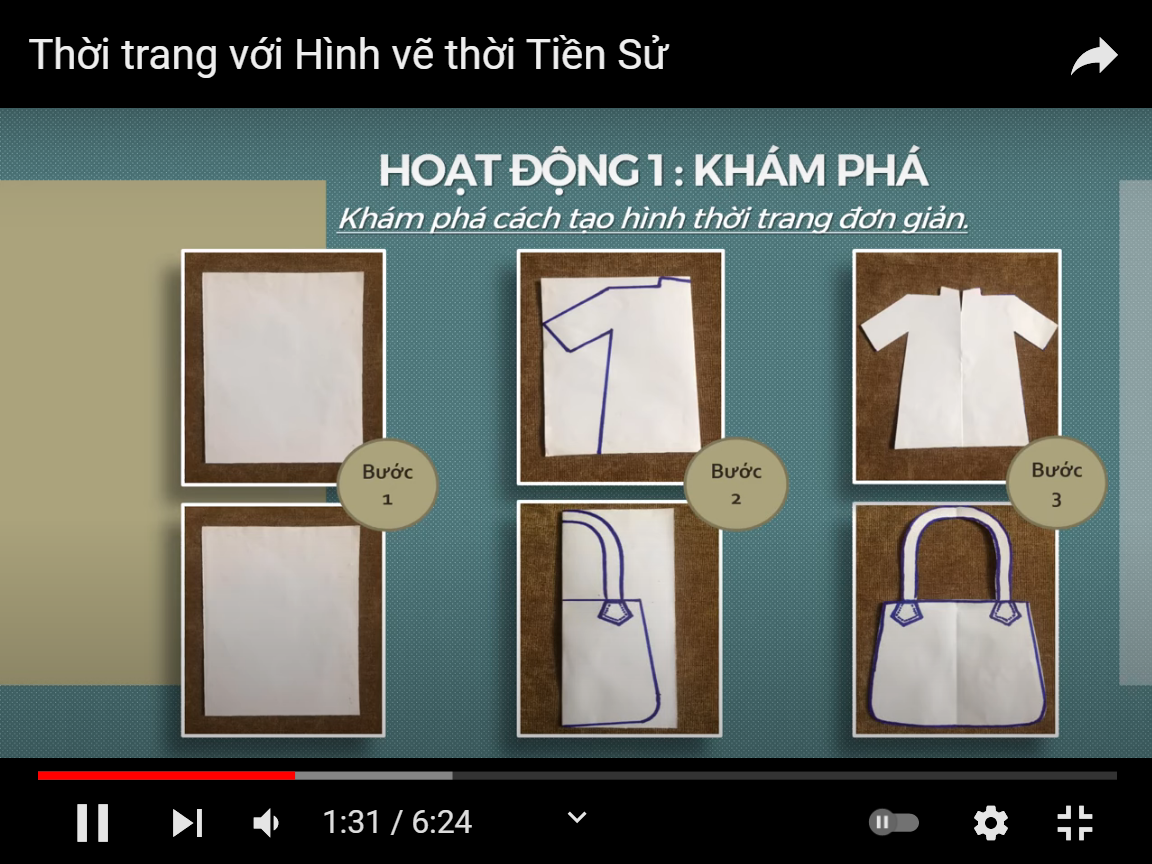 Thời trang với Hình vẽ thời Tiền Sử
HOẠT ĐỘNG 1 : KHÁM PHÁ
Khám phá cách tạo hình thời trang đơn giản.
Bước
1
Bước
2
Bước
3
1:31 / 6:24